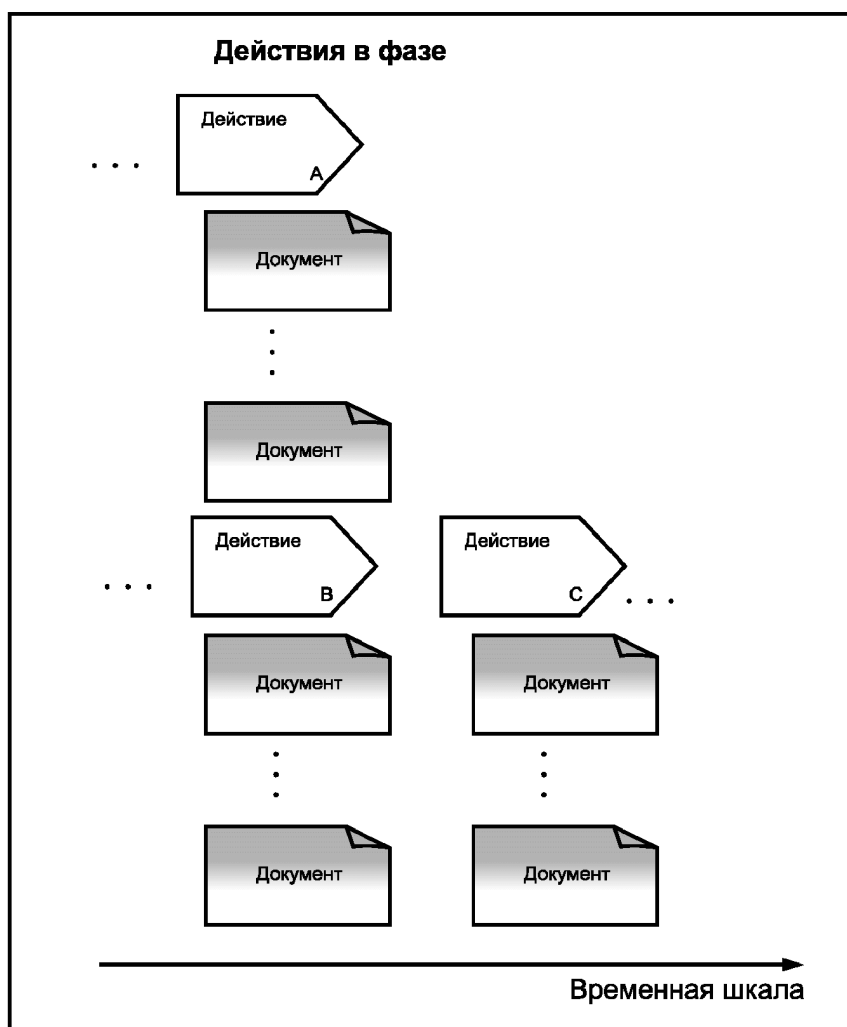 Действия в фазе
Действие
A
. . .
Документ
Документ
Действие
B
Действие
C
. . .
. . .
Документ
Документ
Документ
Документ
Временная шкала